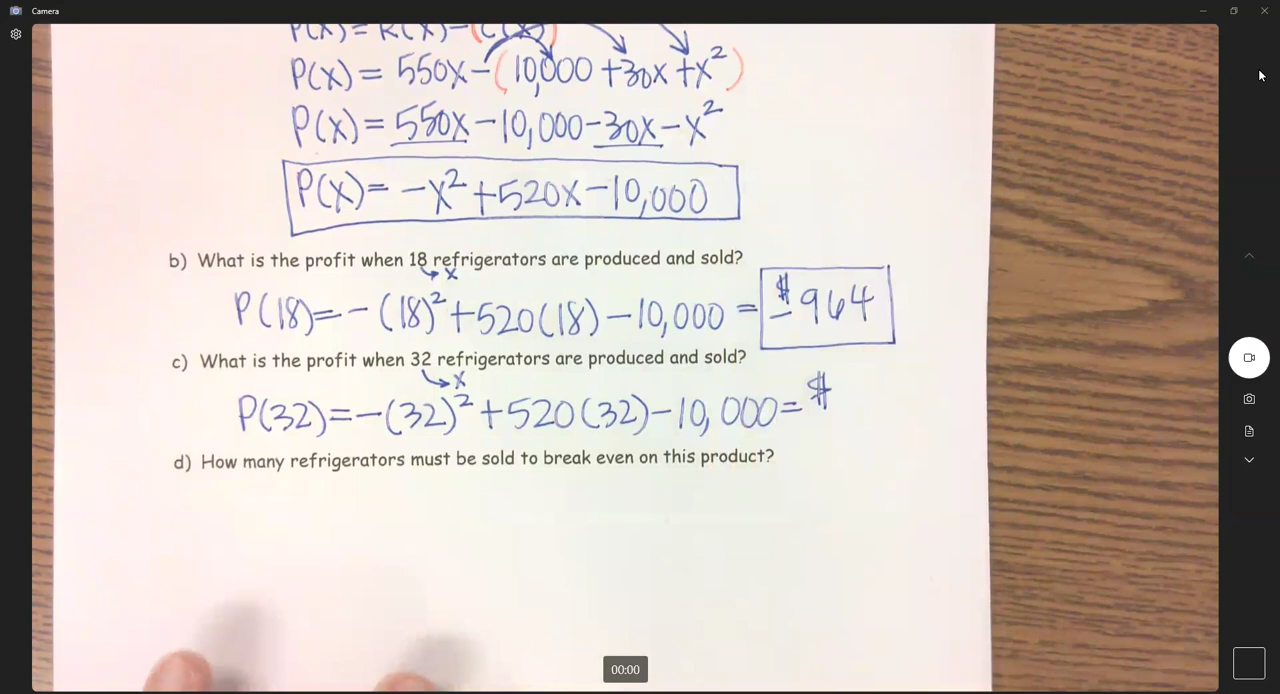 Camera
P(x) = R(x) - (C(x))
P(x) = 550x - (10,000 + 30x + x²)
P(x) = 550x - 10,000 - 30x - x²
P(x) = -x² + 520x - 10,000
b) What is the profit when 18 refrigerators are produced and sold?
x
P(18) = -(18)² + 520(18) - 10,000 = $-964
c) What is the profit when 32 refrigerators are produced and sold?
x
P(32) = -(32)² + 520(32) - 10,000 = $
d) How many refrigerators must be sold to break even on this product?
00:00